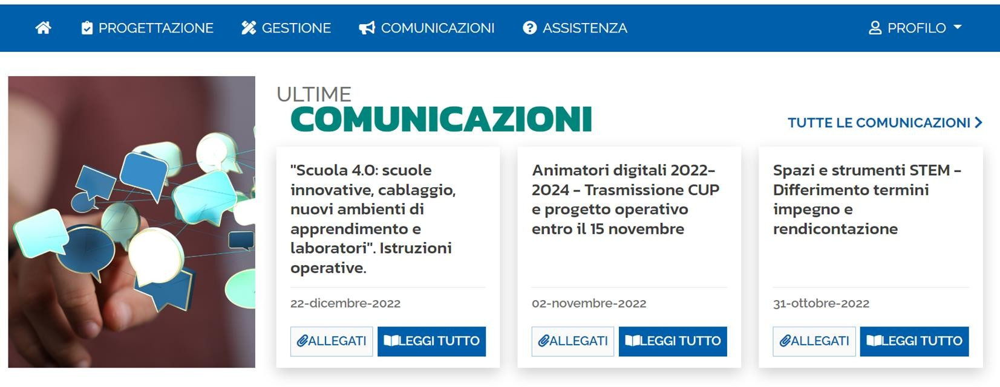 PROGETTAZIONE GESTIONE COMUNICAZIONI ASSISTENZA PROFILO
ULTIME
COMUNICAZIONI
TUTTE LE COMUNICAZIONI
"Scuola 4.0: scuole
innovative, cablaggio,
nuovi ambienti di
apprendimento e
laboratori". Istruzioni
operative.
22-dicembre-2022
ALLEGATI LEGGI TUTTO
Animatori digitali 2022-
2024 - Trasmissione CUP
e progetto operativo
entro il 15 novembre
02-novembre-2022
ALLEGATI LEGGI TUTTO
Spazi e strumenti STEM -
Differimento termini
impegno e
rendicontazione
31-ottobre-2022
ALLEGATI LEGGI TUTTO